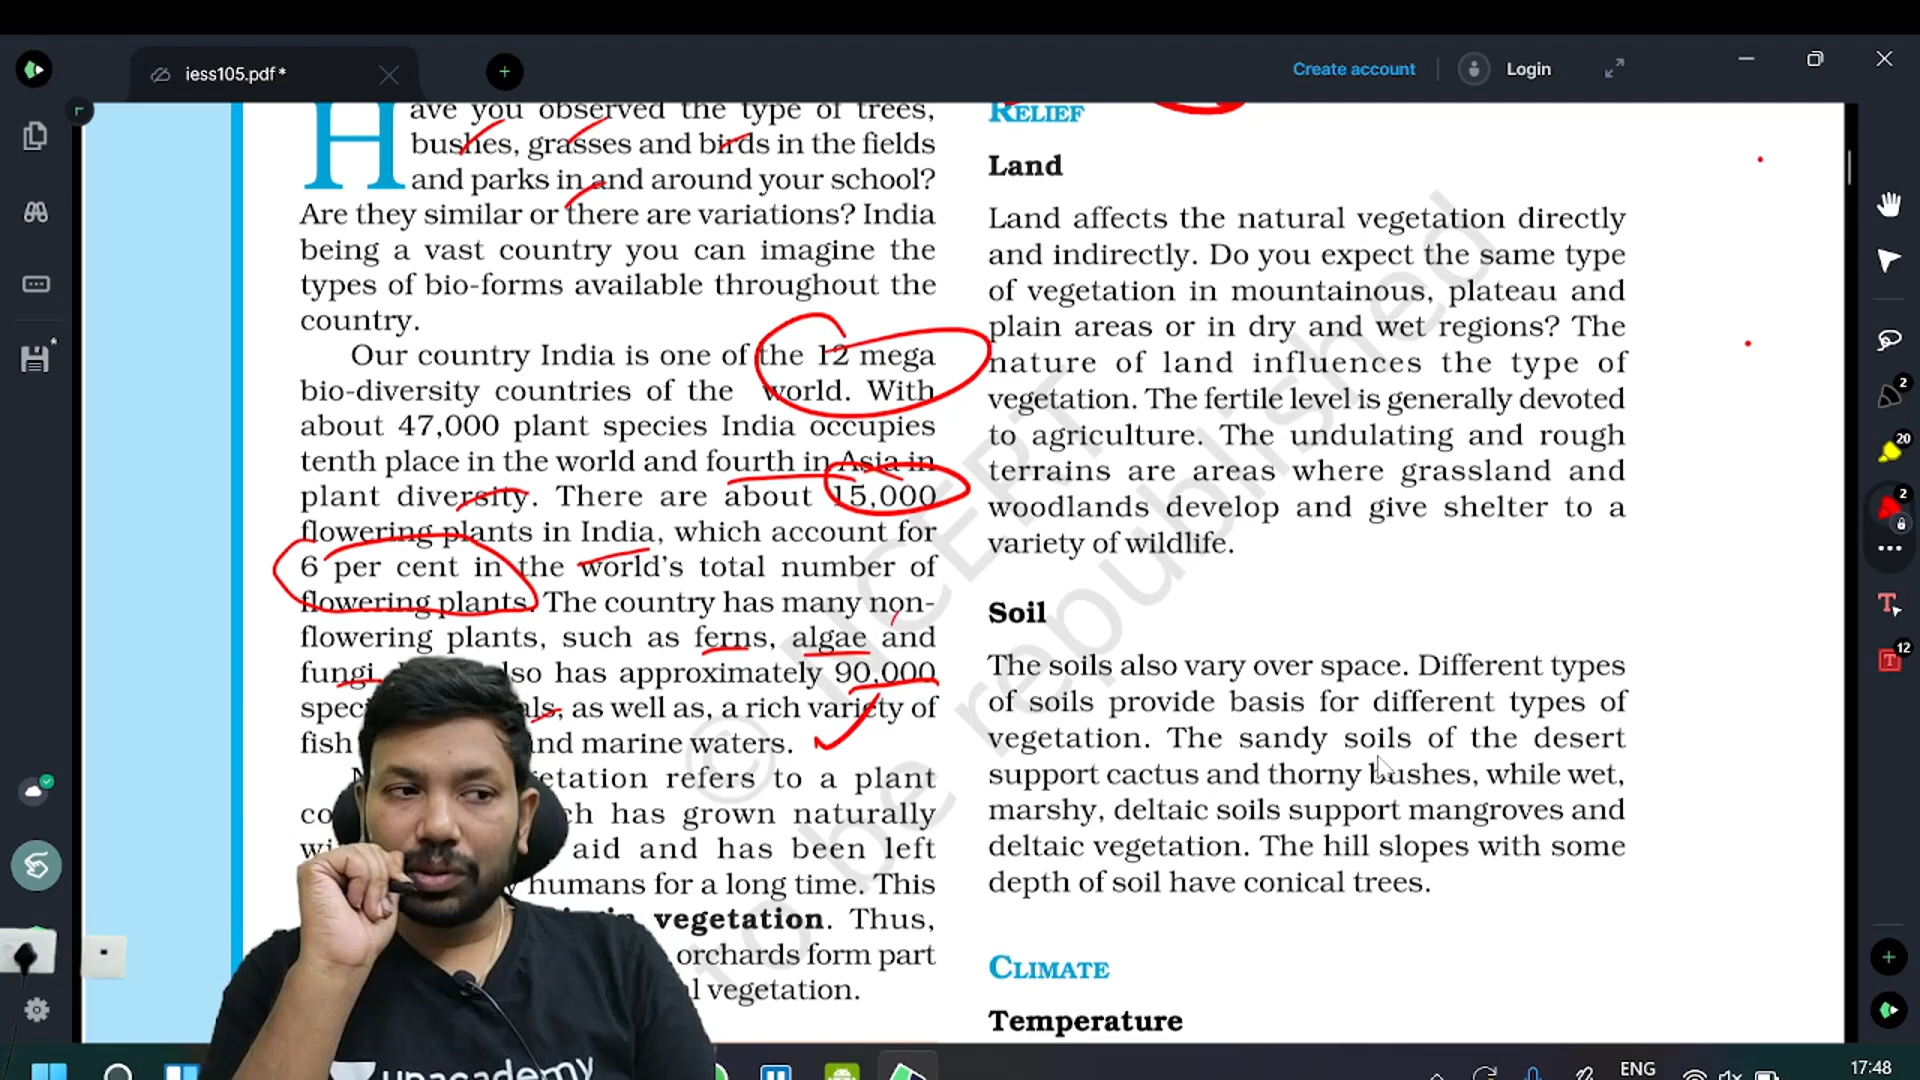 iess105.pdf*
Create account
Login
H
ave you observed the type of trees,
bushes, grasses and birds in the fields
and parks in and around your school?
Are they similar or there are variations? India
being a vast country you can imagine the
types of bio-forms available throughout the
country.
Our country India is one of the 12 mega
bio-diversity countries of the world. With
about 47,000 plant species India occupies
tenth place in the world and fourth in Asia in
plant diversity. There are about 15,000
flowering plants in India, which account for
6 per cent in the world's total number of
flowering plants. The country has many non-
flowering plants, such as ferns, algae and
fungi. so has approximately 90,000
speci als, as well as, a rich variety of
fish nd marine waters.
N etation refers to a plant
co ch has grown naturally
wi aid and has been left
y humans for a long time. This
vegetation. Thus,
orchards form part
l vegetation.
RELIEF
Land
Land affects the natural vegetation directly
and indirectly. Do you expect the same type
of vegetation in mountainous, plateau and
plain areas or in dry and wet regions? The
nature of land influences the type of
vegetation. The fertile level is generally devoted
to agriculture. The undulating and rough
terrains are areas where grassland and
woodlands develop and give shelter to a
variety of wildlife.
Soil
The soils also vary over space. Different types
of soils provide basis for different types of
vegetation. The sandy soils of the desert
support cactus and thorny bushes, while wet,
marshy, deltaic soils support mangroves and
deltaic vegetation. The hill slopes with some
depth of soil have conical trees.
CLIMATE
Temperature
© NCERT
to be republished
2
20
2
12
unacademy
ENG
17:48